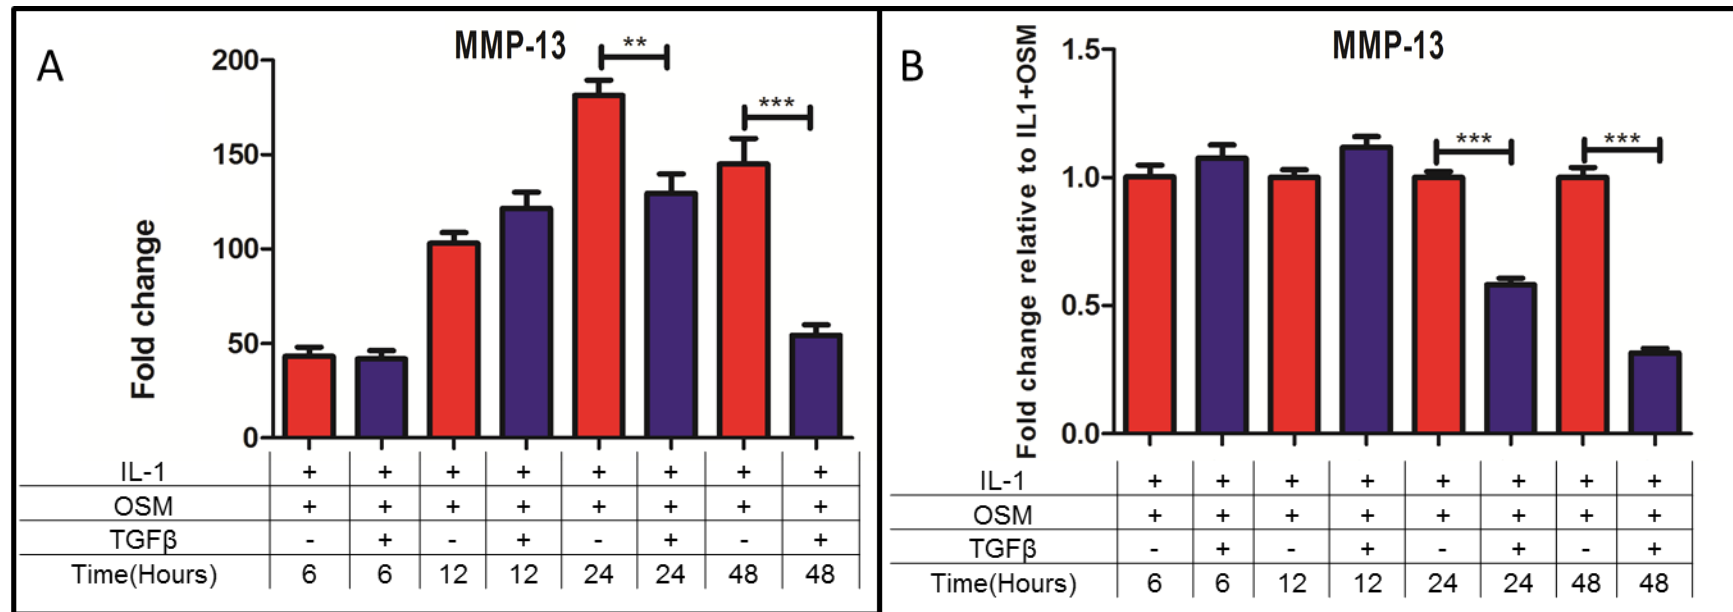 A
MMP-13
Fold change
200
150
100
50
0
**
***
IL-1 + + + + + + + +
OSM + + + + + + + +
TGFβ - + - + - + - +
Time(Hours) 6 6 12 12 24 24 48 48
B
MMP-13
Fold change relative to IL1+OSM
1.5
1.0
0.5
0.0
***
***
IL-1 + + + + + + + +
OSM + + + + + + + +
TGFβ - + - + - + - +
Time(Hours) 6 6 12 12 24 24 48 48